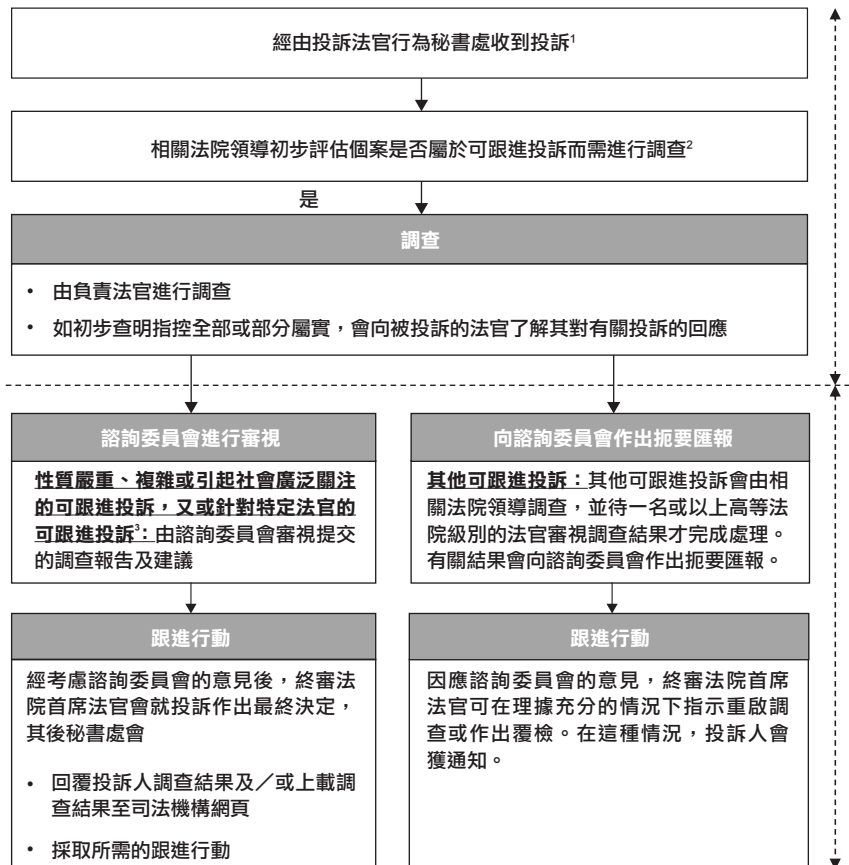 經由投訴法官行為秘書處收到投訴¹
相關法院領導初步評估個案是否屬於可跟進投訴而需進行調查²
是
調查
• 由負責法官進行調查
• 如初步查明指控全部或部分屬實，會向被投訴的法官了解其對有關投訴的回應
諮詢委員會進行審視
性質嚴重、複雜或引起社會廣泛關注
的可跟進投訴，又或針對特定法官的
可跟進投訴³：由諮詢委員會審視提交
的調查報告及建議
向諮詢委員會作出扼要匯報
其他可跟進投訴：其他可跟進投訴會由相
關法院領導調查，並待一名或以上高等法
院級別的法官審視調查結果才完成處理。
有關結果會向諮詢委員會作出扼要匯報。
跟進行動
經考慮諮詢委員會的意見後，終審法
院首席法官會就投訴作出最終決定，
其後秘書處會
• 回覆投訴人調查結果及／或上載調
查結果至司法機構網頁
• 採取所需的跟進行動
跟進行動
因應諮詢委員會的意見，終審法院首席
法官可在理據充分的情況下指示重啟調
查或作出覆檢。在這種情況，投訴人會
獲通知。